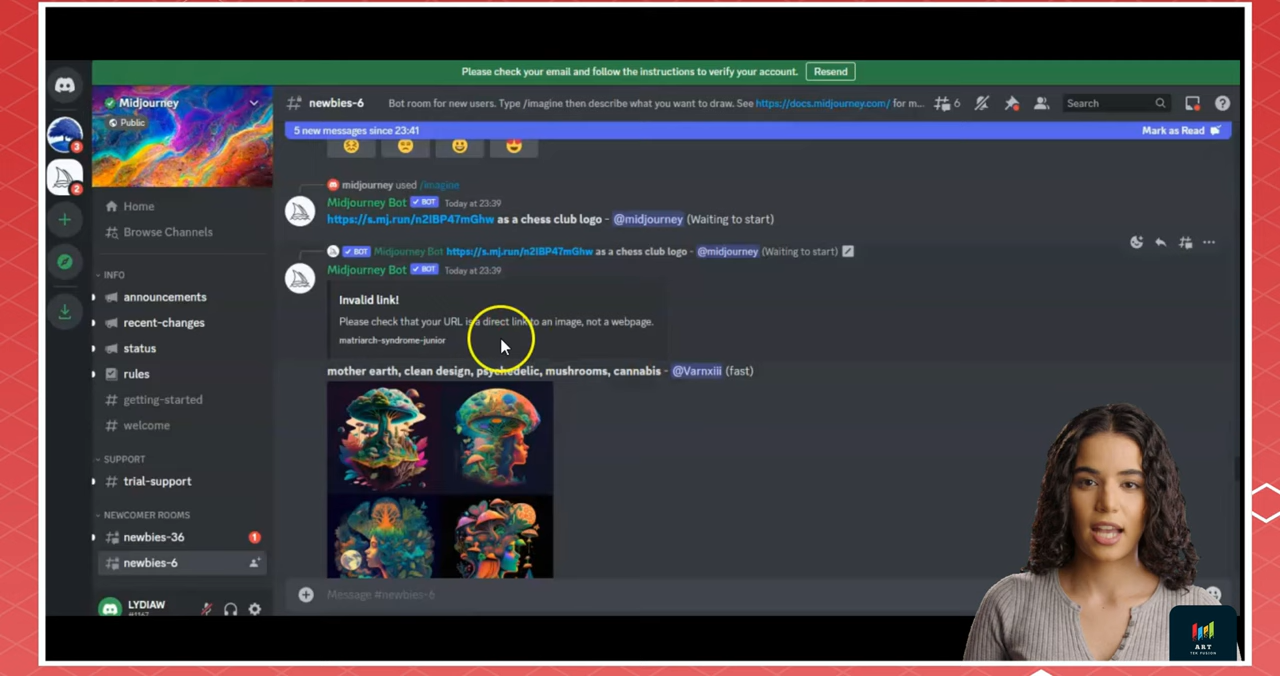 Please check your email and follow the instructions to verify your account. Resend
Midjourney
Public
newbies-6 Bot room for new users. Type /imagine then describe what you want to draw. See https://docs.midjourney.com/ for m... 6 Search
5 new messages since 23:41 Mark as Read
3
2
Home
Browse Channels
INFO
announcements
recent-changes
status
rules
getting-started
welcome
SUPPORT
trial-support
NEWCOMER ROOMS
newbies-36 1
newbies-6
LYDIAW
midjourney used /imagine
Midjourney Bot BOT Today at 23:39
https://s.mj.run/n2IBP47mGhw as a chess club logo - @midjourney (Waiting to start)
BOT Midjourney Bot https://s.mj.run/n2IBP47mGhw as a chess club logo - @midjourney (Waiting to start)
Midjourney Bot BOT Today at 23:39
Invalid link!
Please check that your URL is a direct link to an image, not a webpage.
matriarch-syndrome-junior
mother earth, clean design, psychedelic, mushrooms, cannabis - @Varnxiii (fast)
Message #newbies-6
ART
TEK FUSION